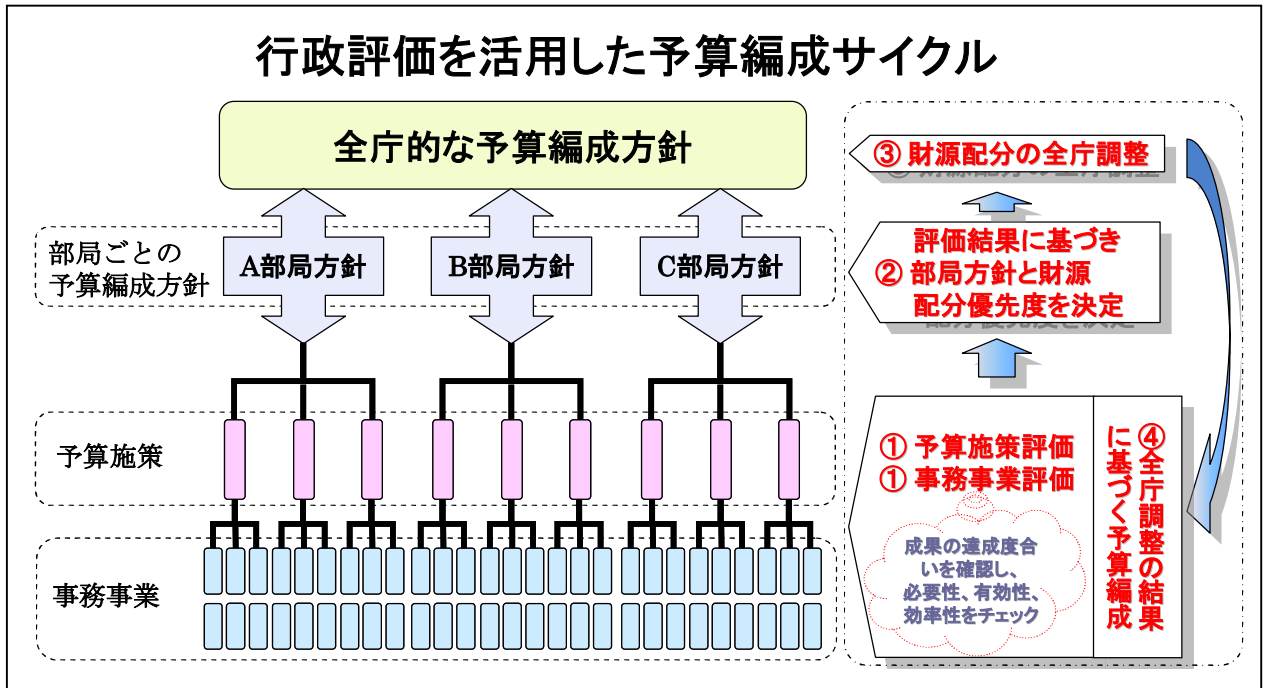 行政評価を活用した予算編成サイクル
全庁的な予算編成方針
部局ごとの
予算編成方針
A部局方針
B部局方針
C部局方針
予算施策
事務事業
③ 財源配分の全庁調整
評価結果に基づき
② 部局方針と財源
配分優先度を決定
① 予算施策評価
① 事務事業評価
成果の達成度合
いを確認し、
必要性、有効性、
効率性をチェック
④全庁調整の結果
に基づく予算編成